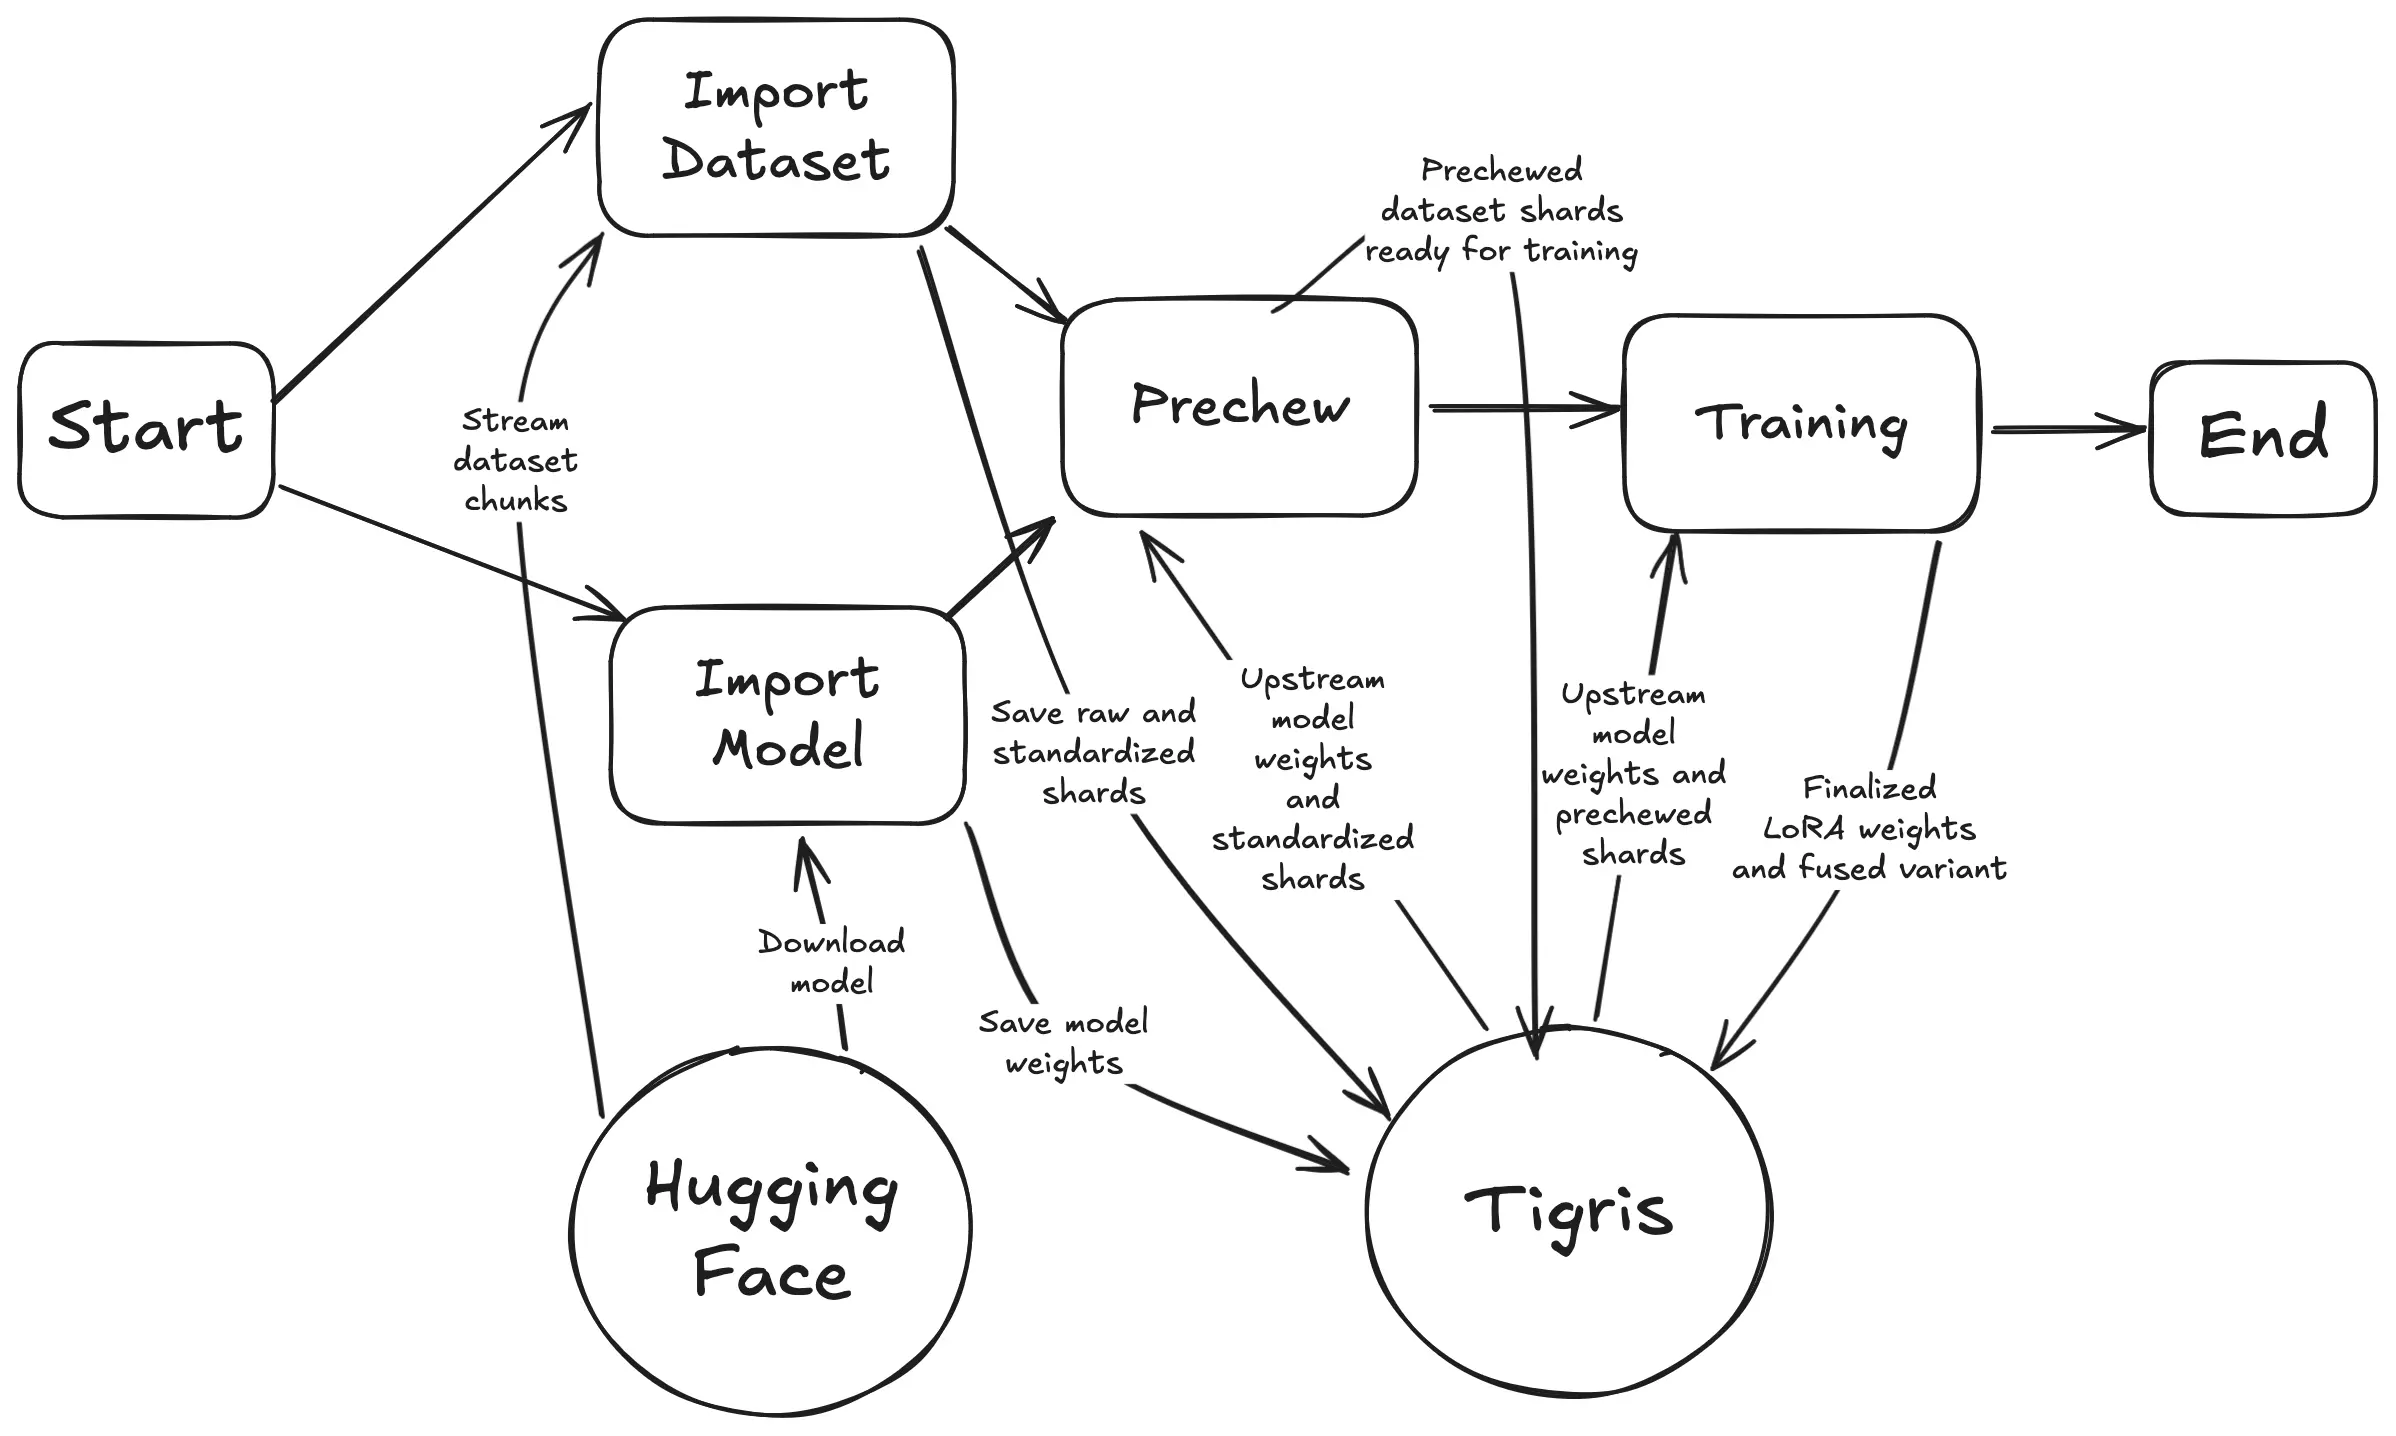 Import
Dataset
Prechewed
dataset shards
ready for training
Start
Stream
dataset
chunks
Prechew
Training
End
Import
Model
Save raw and
standardized
shards
Upstream
model
weights
and
standardized
shards
Upstream
model
weights and
prechewed
shards
Finalized
LoRA weights
and fused variant
Download
model
Save model
weights
Hugging
Face
Tigris